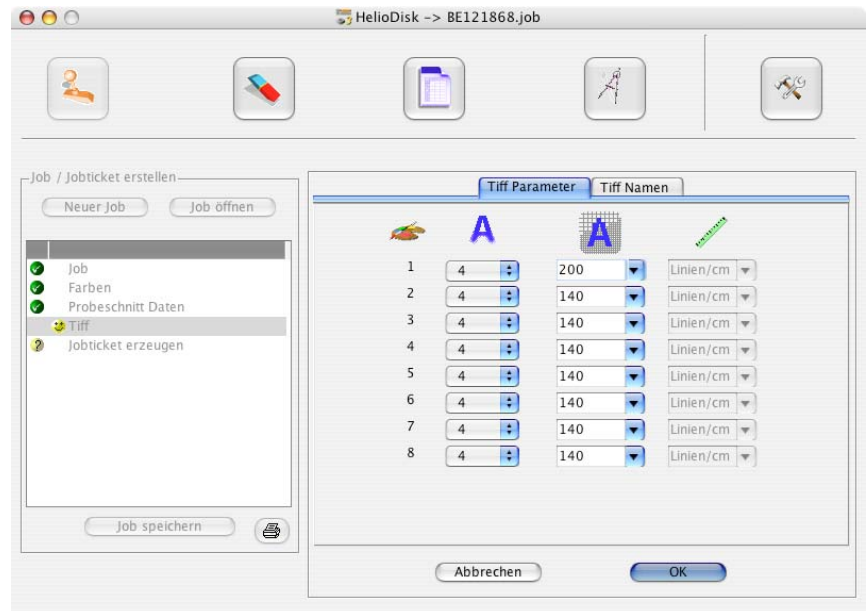 HelioDisk -> BE121868.job
Job / Jobticket erstellen
Neuer Job
Job öffnen
Job
Farben
Probeschnitt Daten
Tiff
Jobticket erzeugen
Job speichern
Tiff Parameter
Tiff Namen
A
A
1 4 200 Linien/cm
2 4 140 Linien/cm
3 4 140 Linien/cm
4 4 140 Linien/cm
5 4 140 Linien/cm
6 4 140 Linien/cm
7 4 140 Linien/cm
8 4 140 Linien/cm
Abbrechen
OK